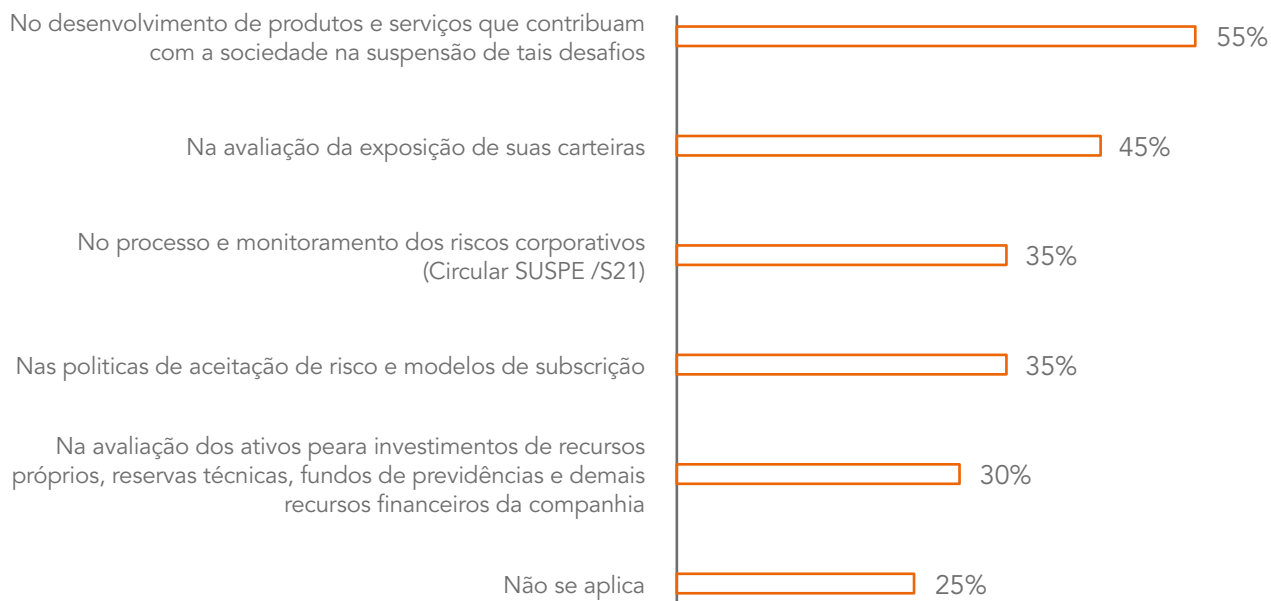 No desenvolvimento de produtos e serviços que contribuam
com a sociedade na suspensão de tais desafios
55%
Na avaliação da exposição de suas carteiras
45%
No processo e monitoramento dos riscos corporativos
(Circular SUSPE /S21)
35%
Nas politicas de aceitação de risco e modelos de subscrição
35%
Na avaliação dos ativos peara investimentos de recursos
próprios, reservas técnicas, fundos de previdências e demais
recursos financeiros da companhia
30%
Não se aplica
25%